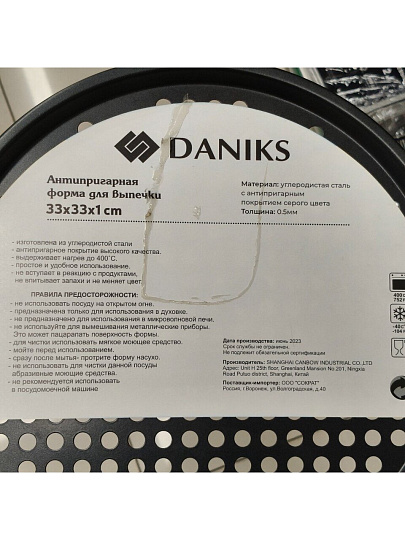 DANIKS
Антипригарная
форма для выпечки
33x33x1 cm
Материал: углеродистая сталь
с антипригарным
покрытием серого цвета
Толщина: 0.5мм
- изготовлена из углеродистой стали
- антипригарное покрытие высокого качества.
- выдерживает нагрев до 400°C.
- простое и удобное использование.
- не вступает в реакцию с продуктами,
не впитывает запахи и не меняет цвет.
ПРАВИЛА ПРЕДОСТОРОЖНОСТИ:
- не использовать посуду на открытом огне.
- предназначена только для использования в духовке.
- не предназначено для использования в микроволновой печи.
- не используйте для вымешивания металлические приборы.
Это может поцарапать поверхность формы.
- для чистки используйте мягкое моющее средство.
- мойте перед использованием
- после мытья, протрите форму насухо.
- не использовать для чистки данной посуды
абразивные моющие средства.
- не рекомендуется использовать
в посудомоечной машине
400 c
752 F
-40 c
Дата производства: июнь 2023
Срок службы не ограничен.
Не подлежит обязательной сертификации
SHANGHAI CANBOW INDUSTRIAL CO.,LTD
Адрес: Unit H 25th floor, Greenland Mansion No.201, Ningxia
Road Putuo district, Shanghai, Китай
Поставщик-импортер: ООО "СОКРАТ"
Россия, г.Воронеж, ул.Волгоградская, д.40